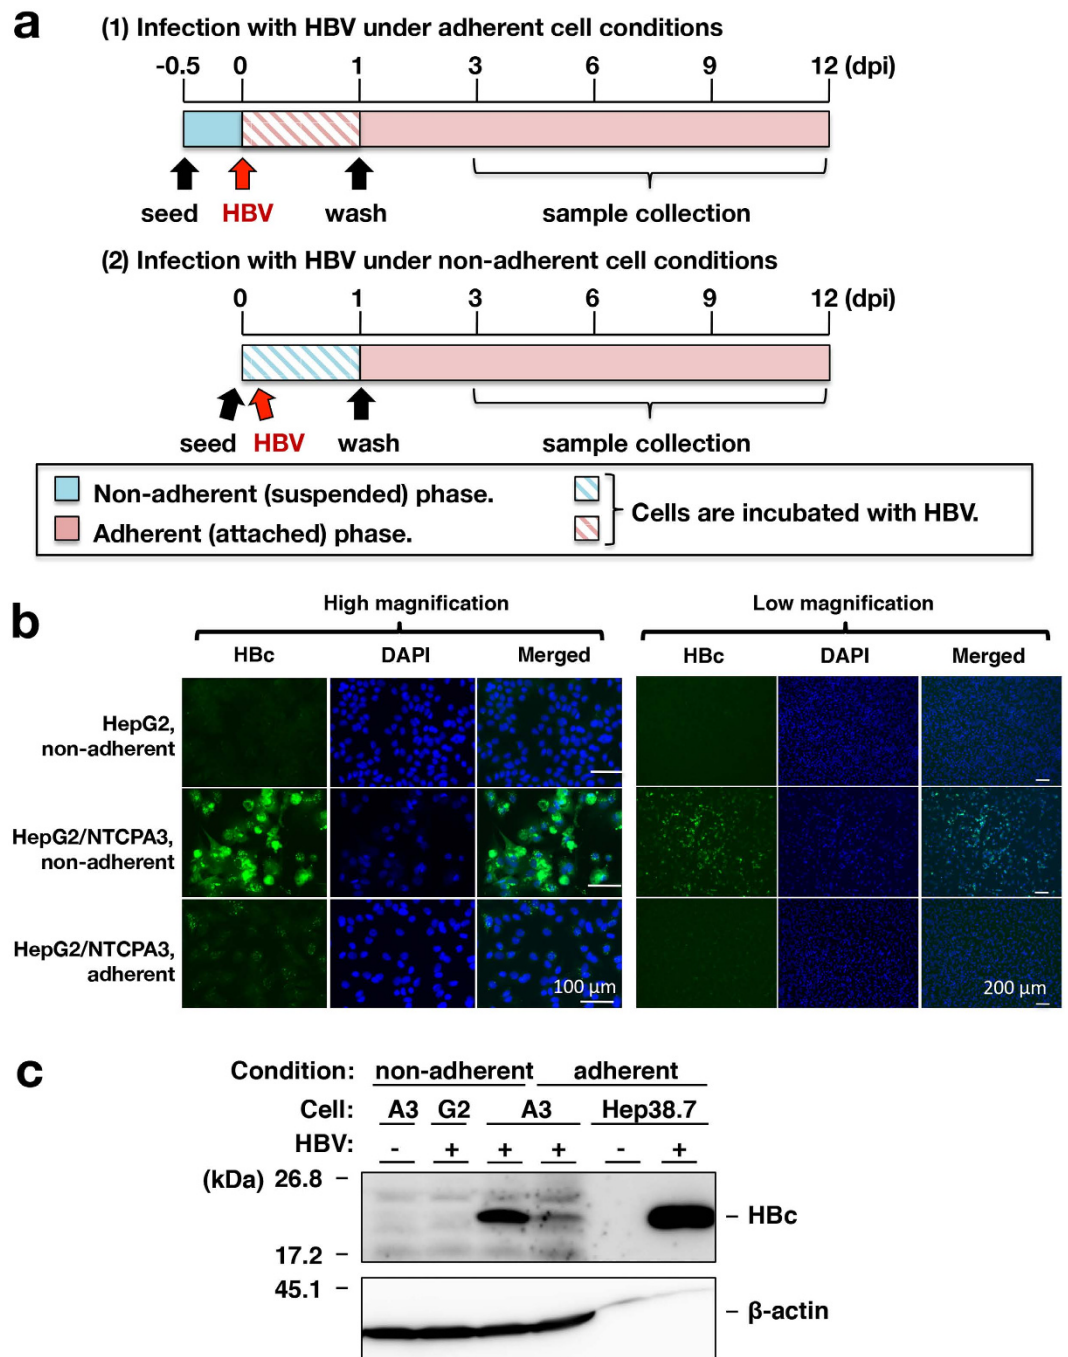 a
(1) Infection with HBV under adherent cell conditions
-0.5 0 1 3 6 9 12 (dpi)
seed HBV wash sample collection
(2) Infection with HBV under non-adherent cell conditions
0 1 3 6 9 12 (dpi)
seed HBV wash sample collection
Non-adherent (suspended) phase.
Adherent (attached) phase.
Cells are incubated with HBV.
b
High magnification Low magnification
HBc DAPI Merged HBc DAPI Merged
HepG2,
non-adherent
HepG2/NTCPA3,
non-adherent
HepG2/NTCPA3,
adherent
100 μm 200 μm
c
Condition: non-adherent adherent
Cell: A3 G2 A3 Hep38.7
HBV: - + + + - +
(kDa) 26.8 –
– HBc
17.2 –
45.1 –
– β-actin